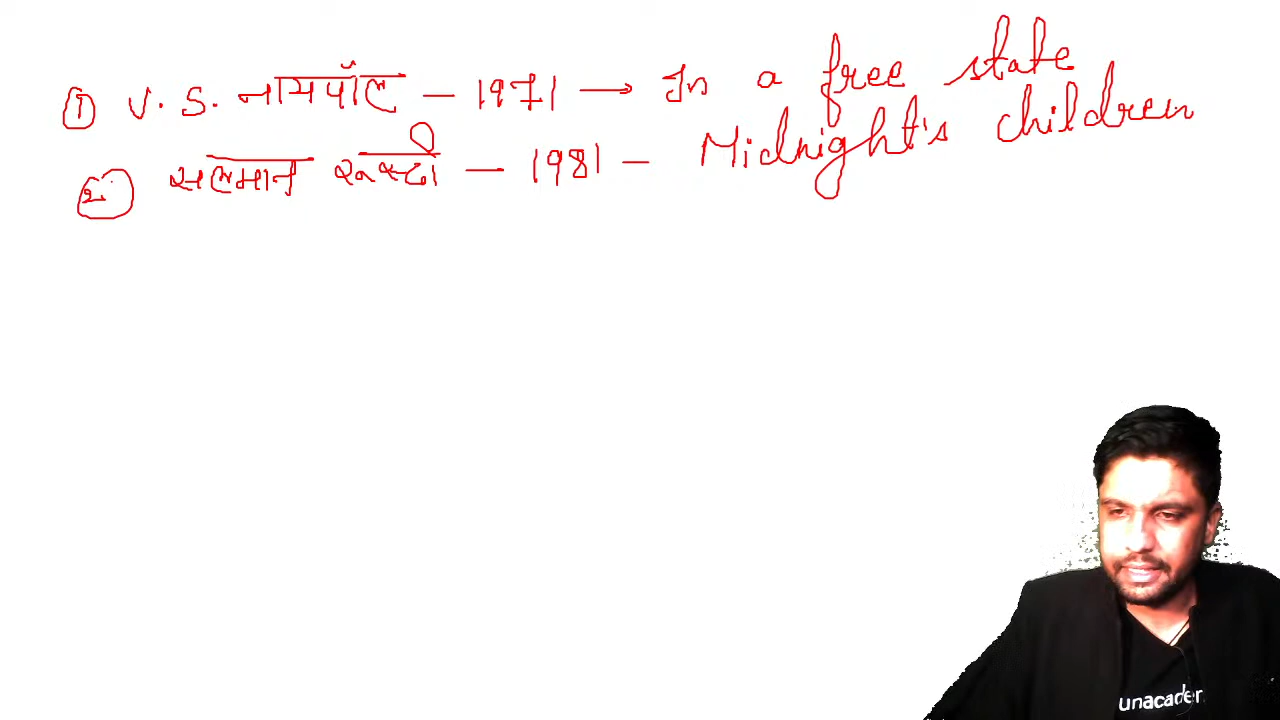 ① V. S. नायपॉल – 1971 → In a free state
② सलमान रूश्दी – 1981 – Midnight's children
unacader